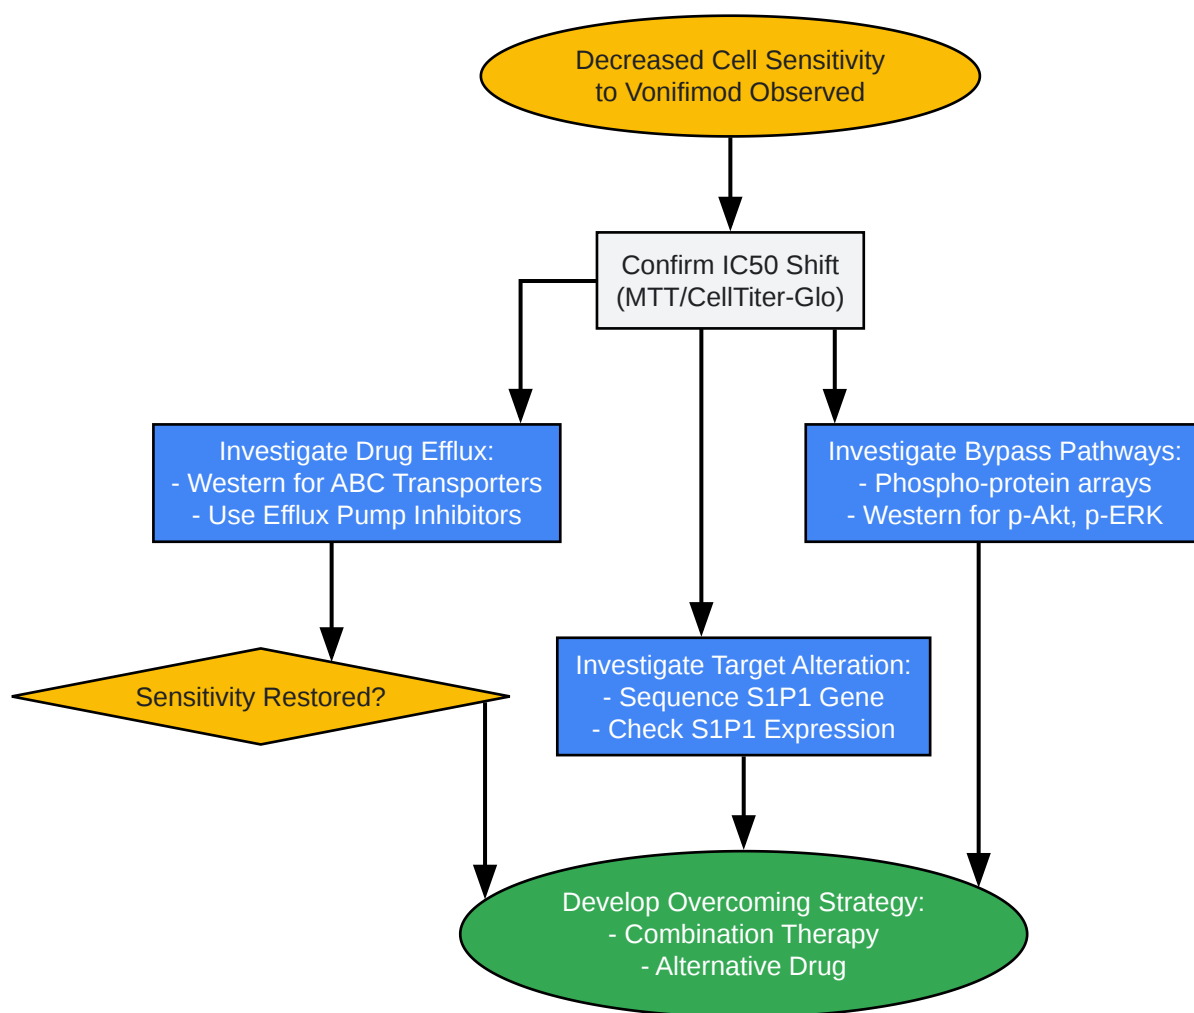 Decreased Cell Sensitivity
to Vonifimod Observed
Confirm IC50 Shift
(MTT/CellTiter-Glo)
Investigate Drug Efflux:
- Western for ABC Transporters
- Use Efflux Pump Inhibitors
Investigate Bypass Pathways:
- Phospho-protein arrays
- Western for p-Akt, p-ERK
Sensitivity Restored?
Investigate Target Alteration:
- Sequence S1P1 Gene
- Check S1P1 Expression
Develop Overcoming Strategy:
- Combination Therapy
- Alternative Drug